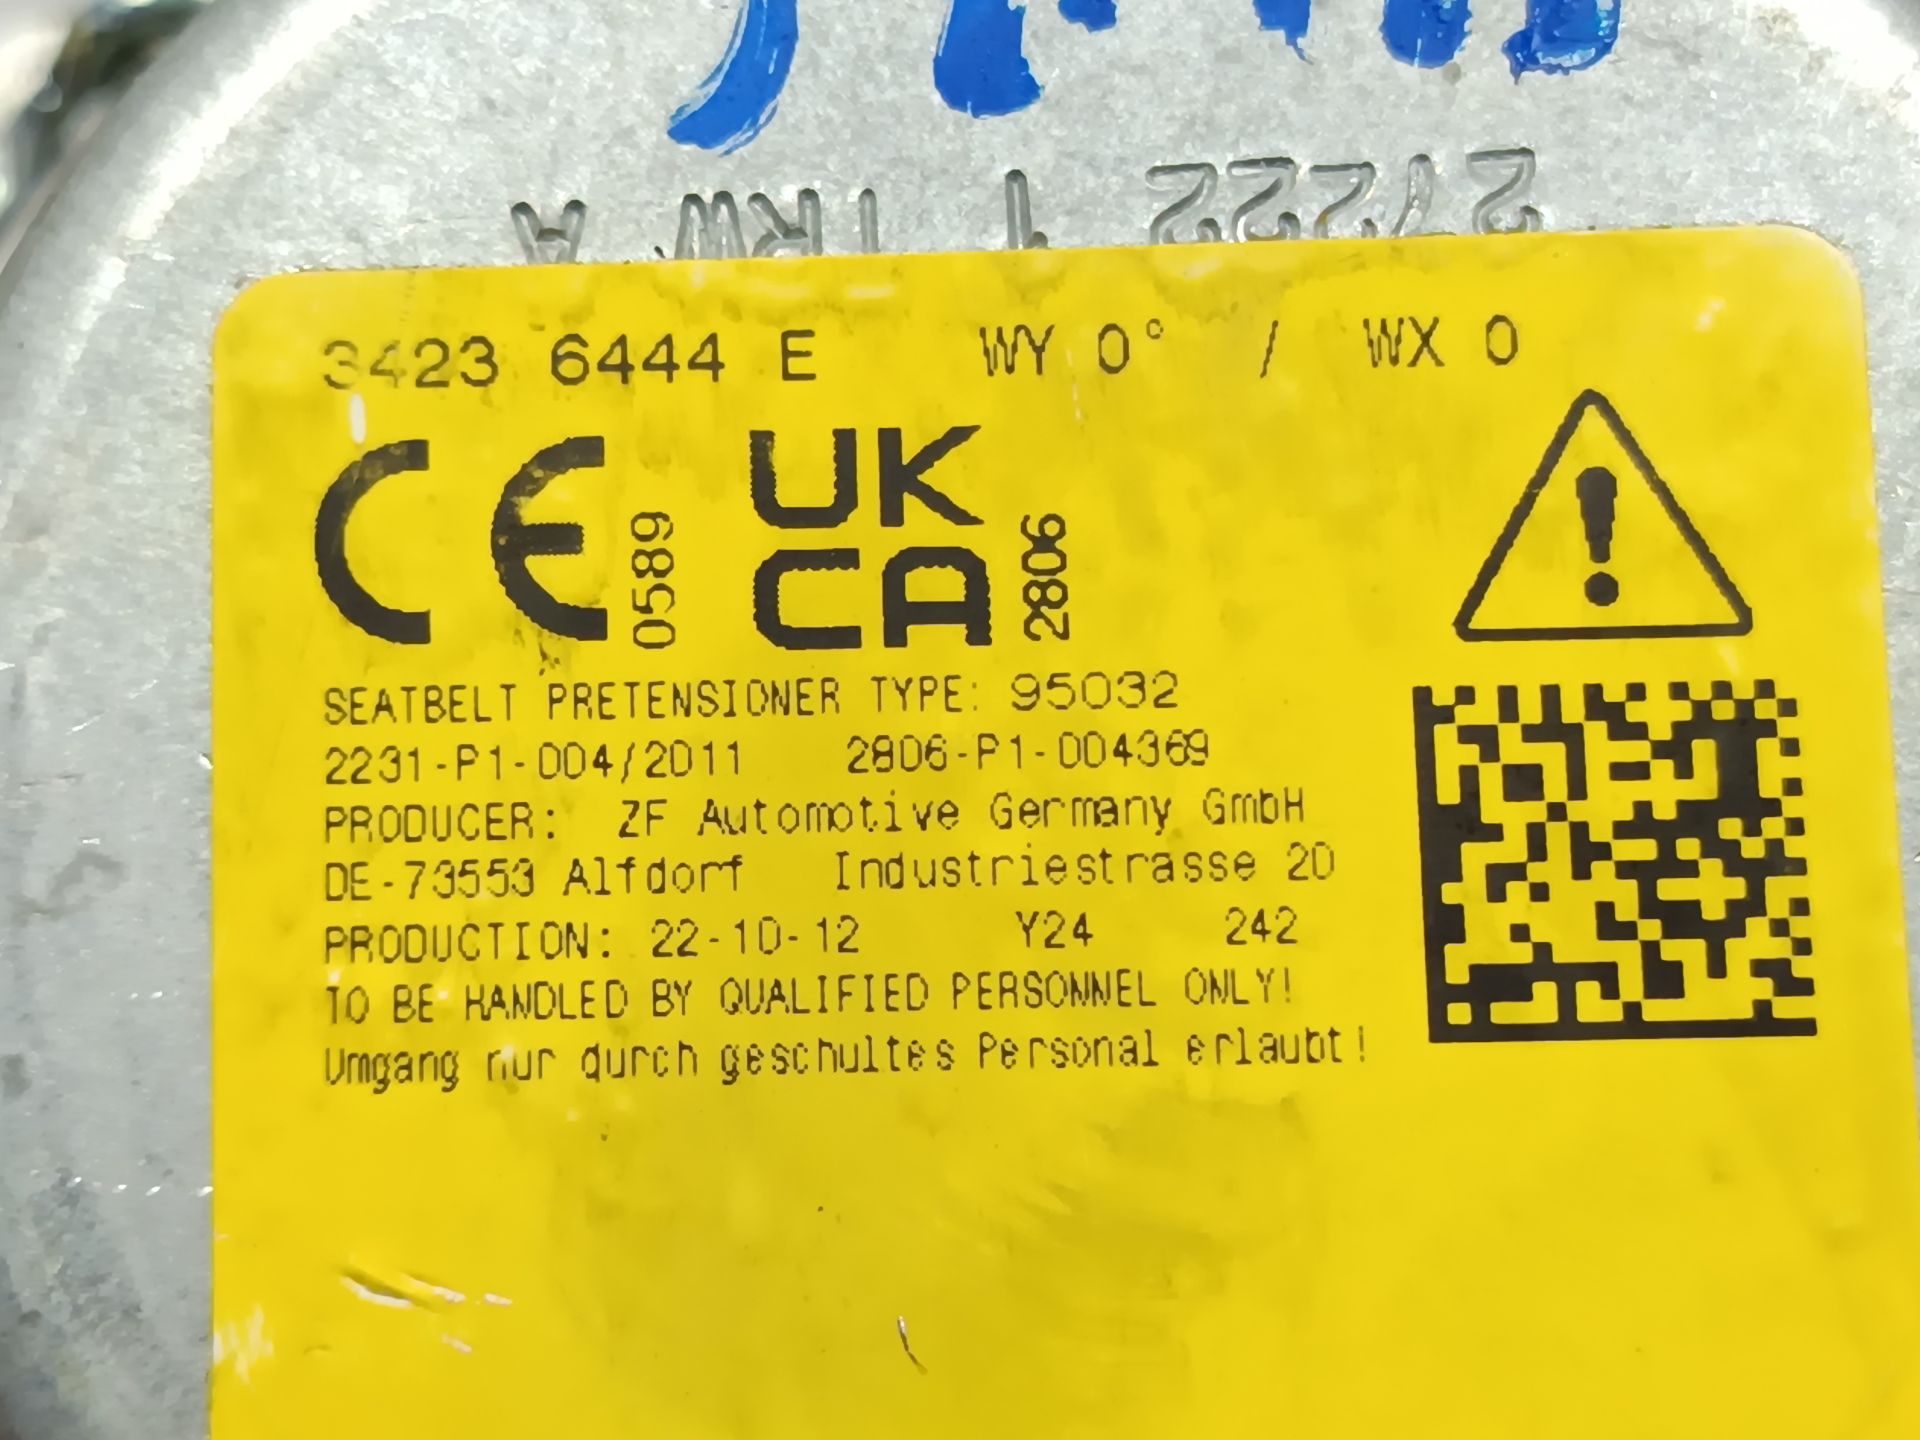 TRW A
3423 6444 E WY 0° / WX 0
CE 0589 UK CA 2806
SEATBELT PRETENSIONER TYPE: 95032
2231-P1-004/2011 2806-P1-004369
PRODUCER: ZF Automotive Germany GmbH
DE-73553 Alfdorf Industriestrasse 20
PRODUCTION: 22-10-12 Y24 242
TO BE HANDLED BY QUALIFIED PERSONNEL ONLY!
Umgang nur durch geschultes Personal erlaubt!